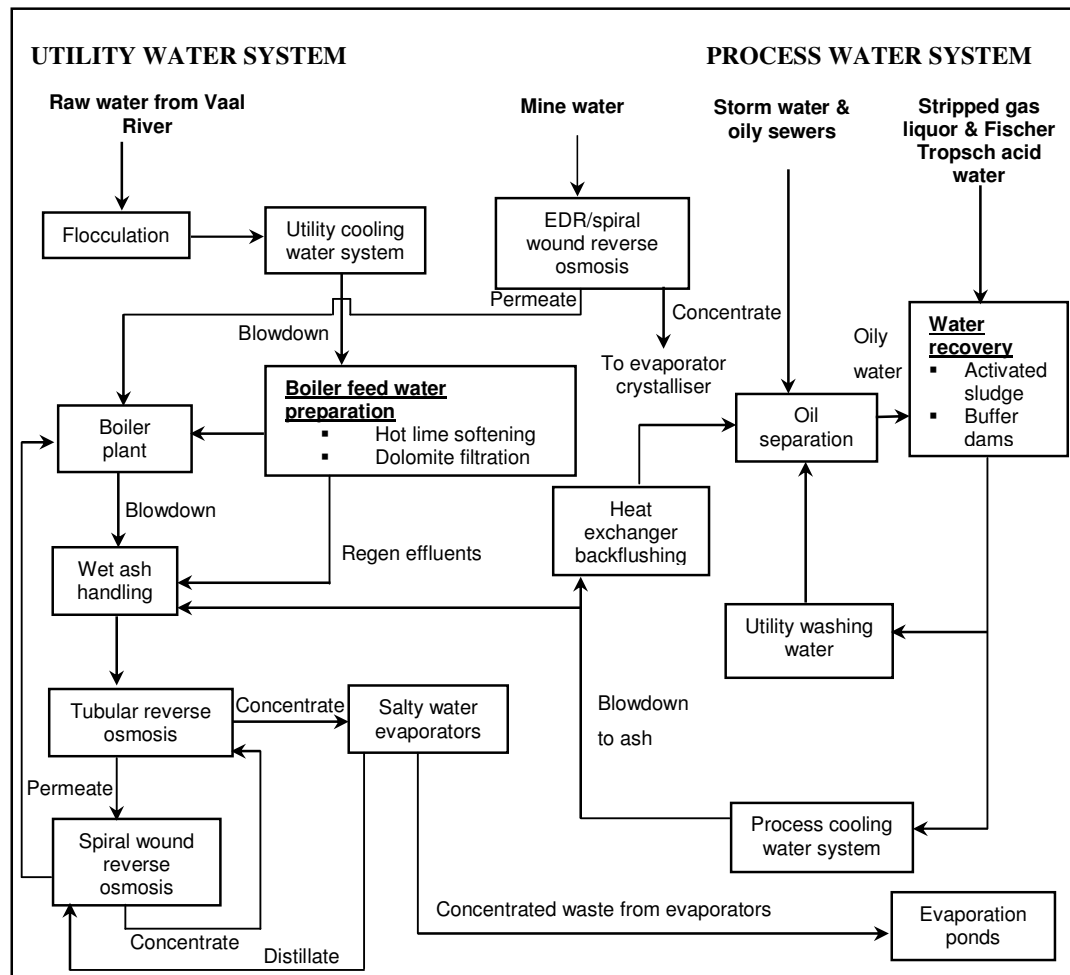 UTILITY WATER SYSTEM
PROCESS WATER SYSTEM
Raw water from Vaal
River
Mine water
Storm water &
oily sewers
Stripped gas
liquor & Fischer
Tropsch acid
water
Flocculation
Utility cooling
water system
EDR/spiral
wound reverse
osmosis
Permeate
Concentrate
Blowdown
To evaporator
crystalliser
Oily
water
Water
recovery
▪ Activated
sludge
▪ Buffer
dams
Boiler feed water
preparation
▪ Hot lime softening
▪ Dolomite filtration
Boiler
plant
Oil
separation
Blowdown
Heat
exchanger
backflushing
Regen effluents
Wet ash
handling
Utility washing
water
Tubular reverse
osmosis
Concentrate
Salty water
evaporators
Blowdown
to ash
Permeate
Spiral wound
reverse
osmosis
Process cooling
water system
Concentrate
Distillate
Concentrated waste from evaporators
Evaporation
ponds